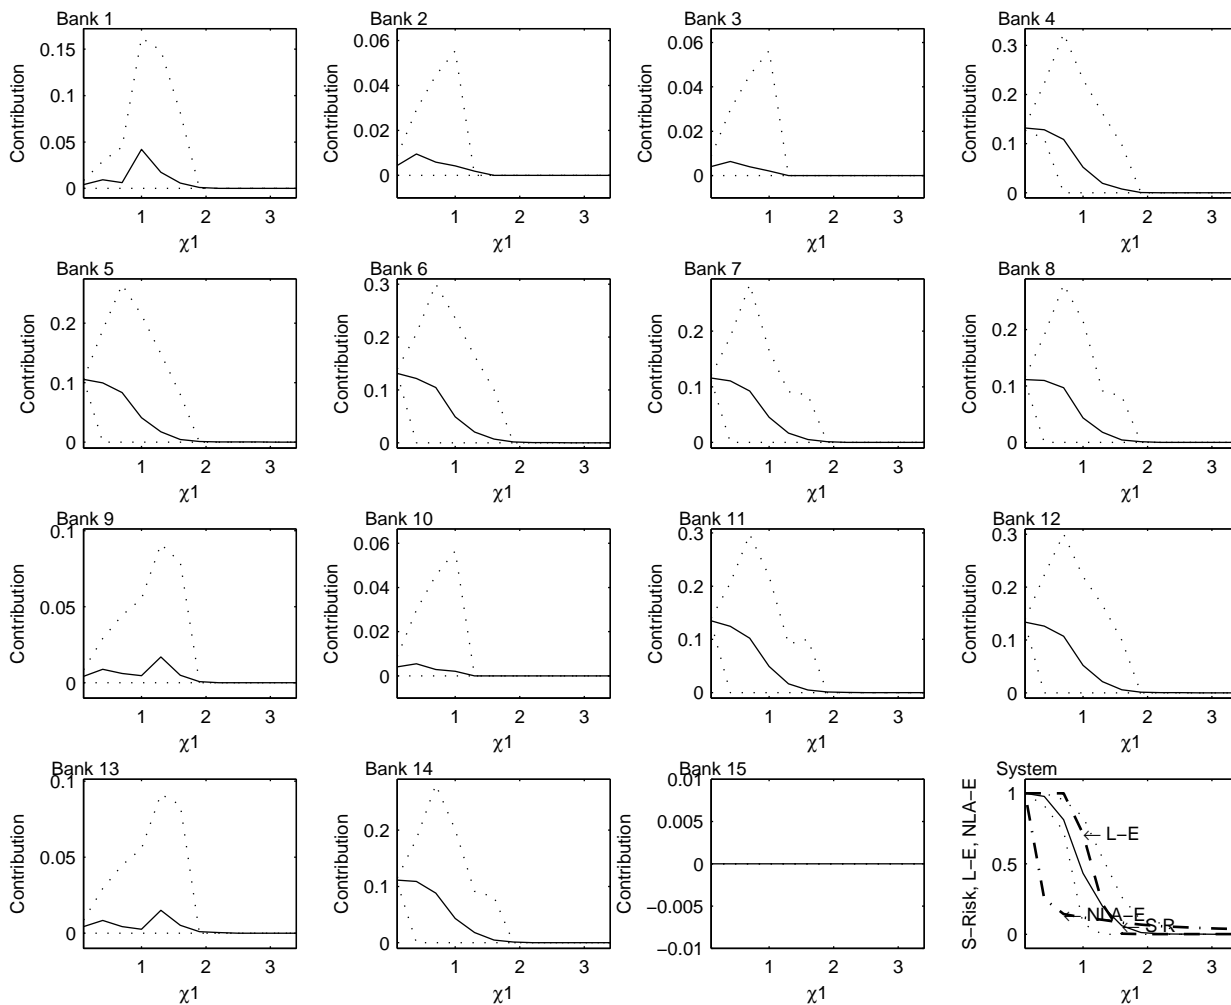 Bank 1
0.15
0.1
0.05
0
Contribution
1 2 3
χ1
Bank 2
0.06
0.04
0.02
0
Contribution
1 2 3
χ1
Bank 3
0.06
0.04
0.02
0
Contribution
1 2 3
χ1
Bank 4
0.3
0.2
0.1
0
Contribution
1 2 3
χ1
Bank 5
0.2
0.1
0
Contribution
1 2 3
χ1
Bank 6
0.3
0.2
0.1
0
Contribution
1 2 3
χ1
Bank 7
0.2
0.1
0
Contribution
1 2 3
χ1
Bank 8
0.2
0.1
0
Contribution
1 2 3
χ1
Bank 9
0.1
0.05
0
Contribution
1 2 3
χ1
Bank 10
0.06
0.04
0.02
0
Contribution
1 2 3
χ1
Bank 11
0.3
0.2
0.1
0
Contribution
1 2 3
χ1
Bank 12
0.3
0.2
0.1
0
Contribution
1 2 3
χ1
Bank 13
0.1
0.05
0
Contribution
1 2 3
χ1
Bank 14
0.2
0.1
0
Contribution
1 2 3
χ1
Bank 15
0.01
0.005
0
−0.005
−0.01
Contribution
1 2 3
χ1
System
1
0.5
0
S−Risk, L−E, NLA−E
← L−E
← NLA−E
← S R
1 2 3
χ1